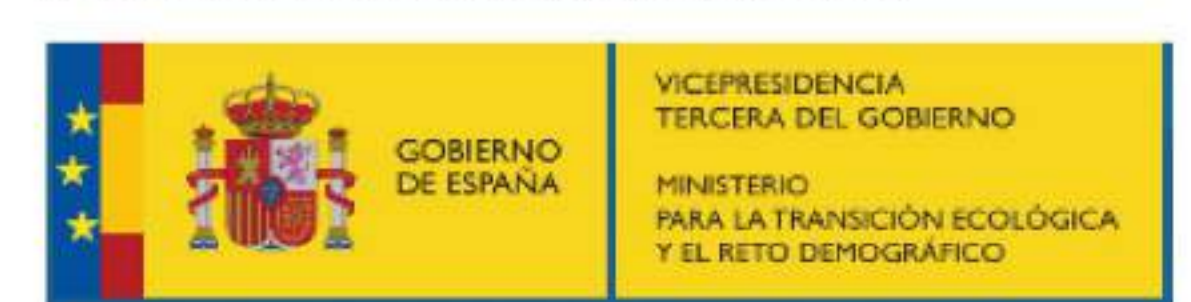 GOBIERNO
DE ESPAÑA
VICEPRESIDENCIA
TERCERA DEL GOBIERNO
MINISTERIO
PARA LA TRANSICIÓN ECOLÓGICA
Y EL RETO DEMOGRÁFICO